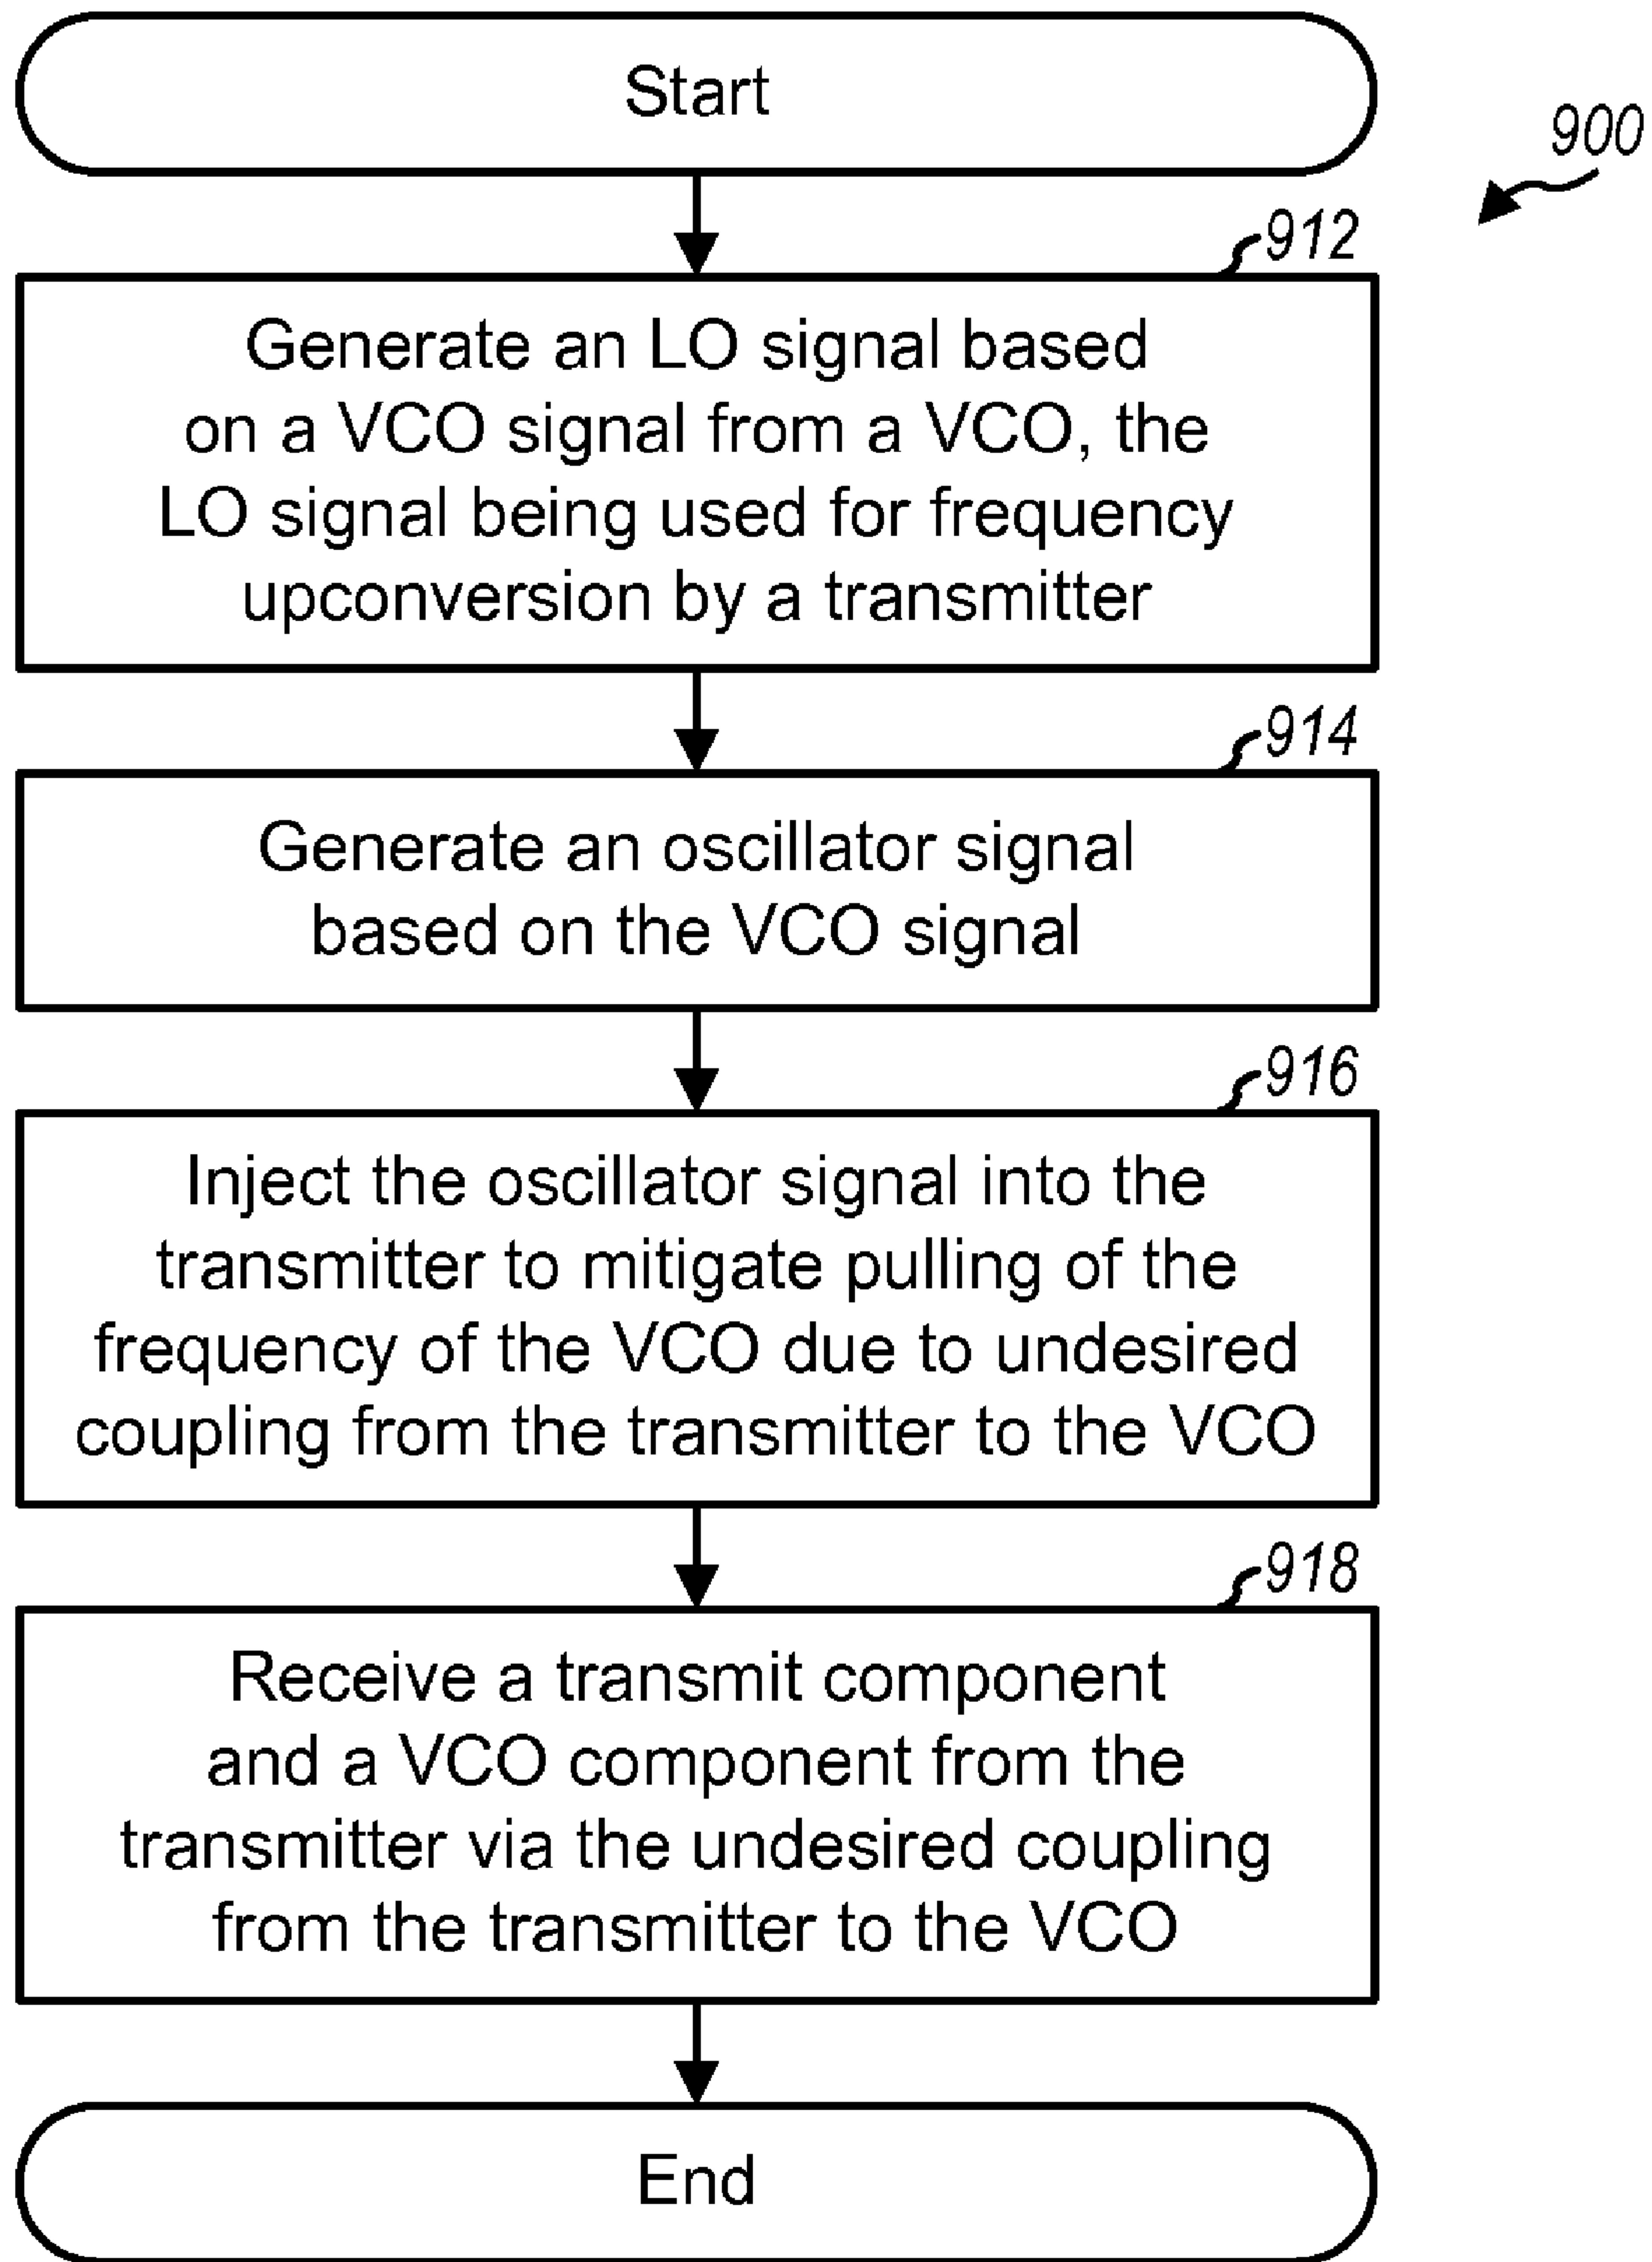 Start
900
912
Generate an LO signal based
on a VCO signal from a VCO, the
LO signal being used for frequency
upconversion by a transmitter
914
Generate an oscillator signal
based on the VCO signal
916
Inject the oscillator signal into the
transmitter to mitigate pulling of the
frequency of the VCO due to undesired
coupling from the transmitter to the VCO
918
Receive a transmit component
and a VCO component from the
transmitter via the undesired coupling
from the transmitter to the VCO
End